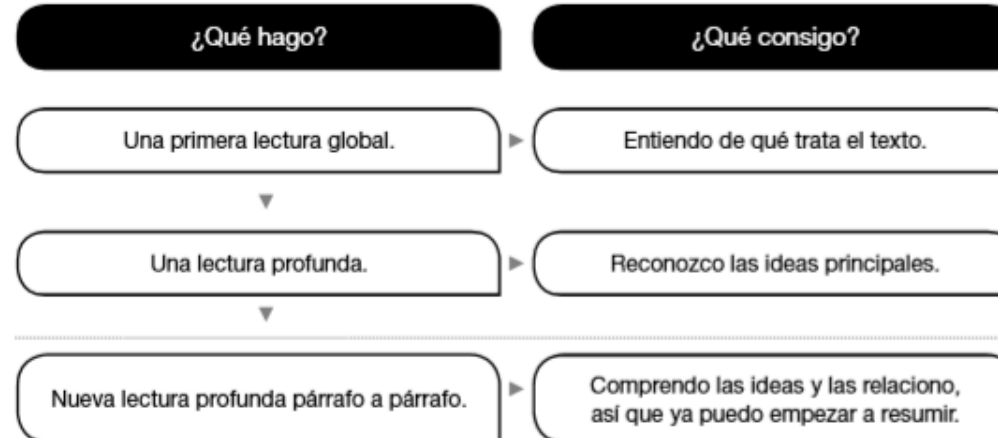 ¿Qué hago?
¿Qué consigo?
Una primera lectura global.
Entiendo de qué trata el texto.
Una lectura profunda.
Reconozco las ideas principales.
Nueva lectura profunda párrafo a párrafo.
Comprendo las ideas y las relaciono,
así que ya puedo empezar a resumir.